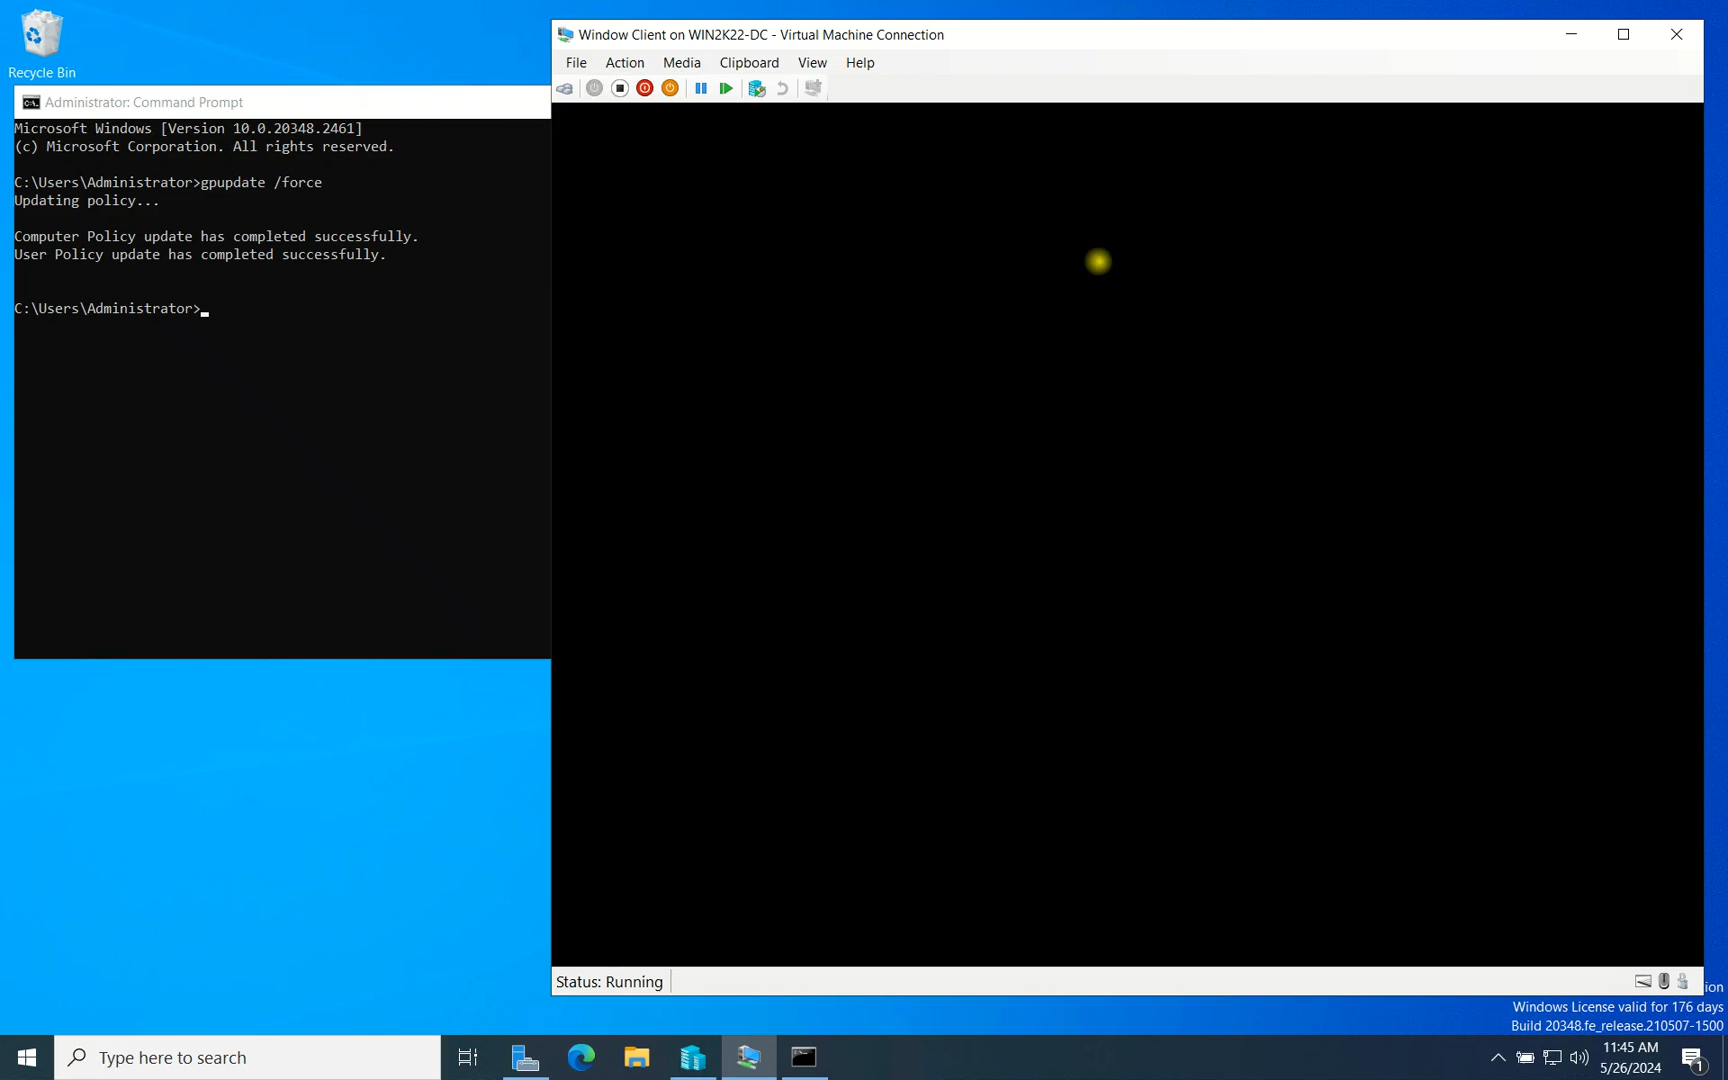 Recycle Bin
Administrator: Command Prompt
Microsoft Windows [Version 10.0.20348.2461]
(c) Microsoft Corporation. All rights reserved.
C:\Users\Administrator>gpupdate /force
Updating policy...
Computer Policy update has completed successfully.
User Policy update has completed successfully.
C:\Users\Administrator>
Window Client on WIN2K22-DC - Virtual Machine Connection
File Action Media Clipboard View Help
Status: Running
ion
Windows License valid for 176 days
Build 20348.fe_release.210507-1500
Type here to search
11:45 AM
5/26/2024
1